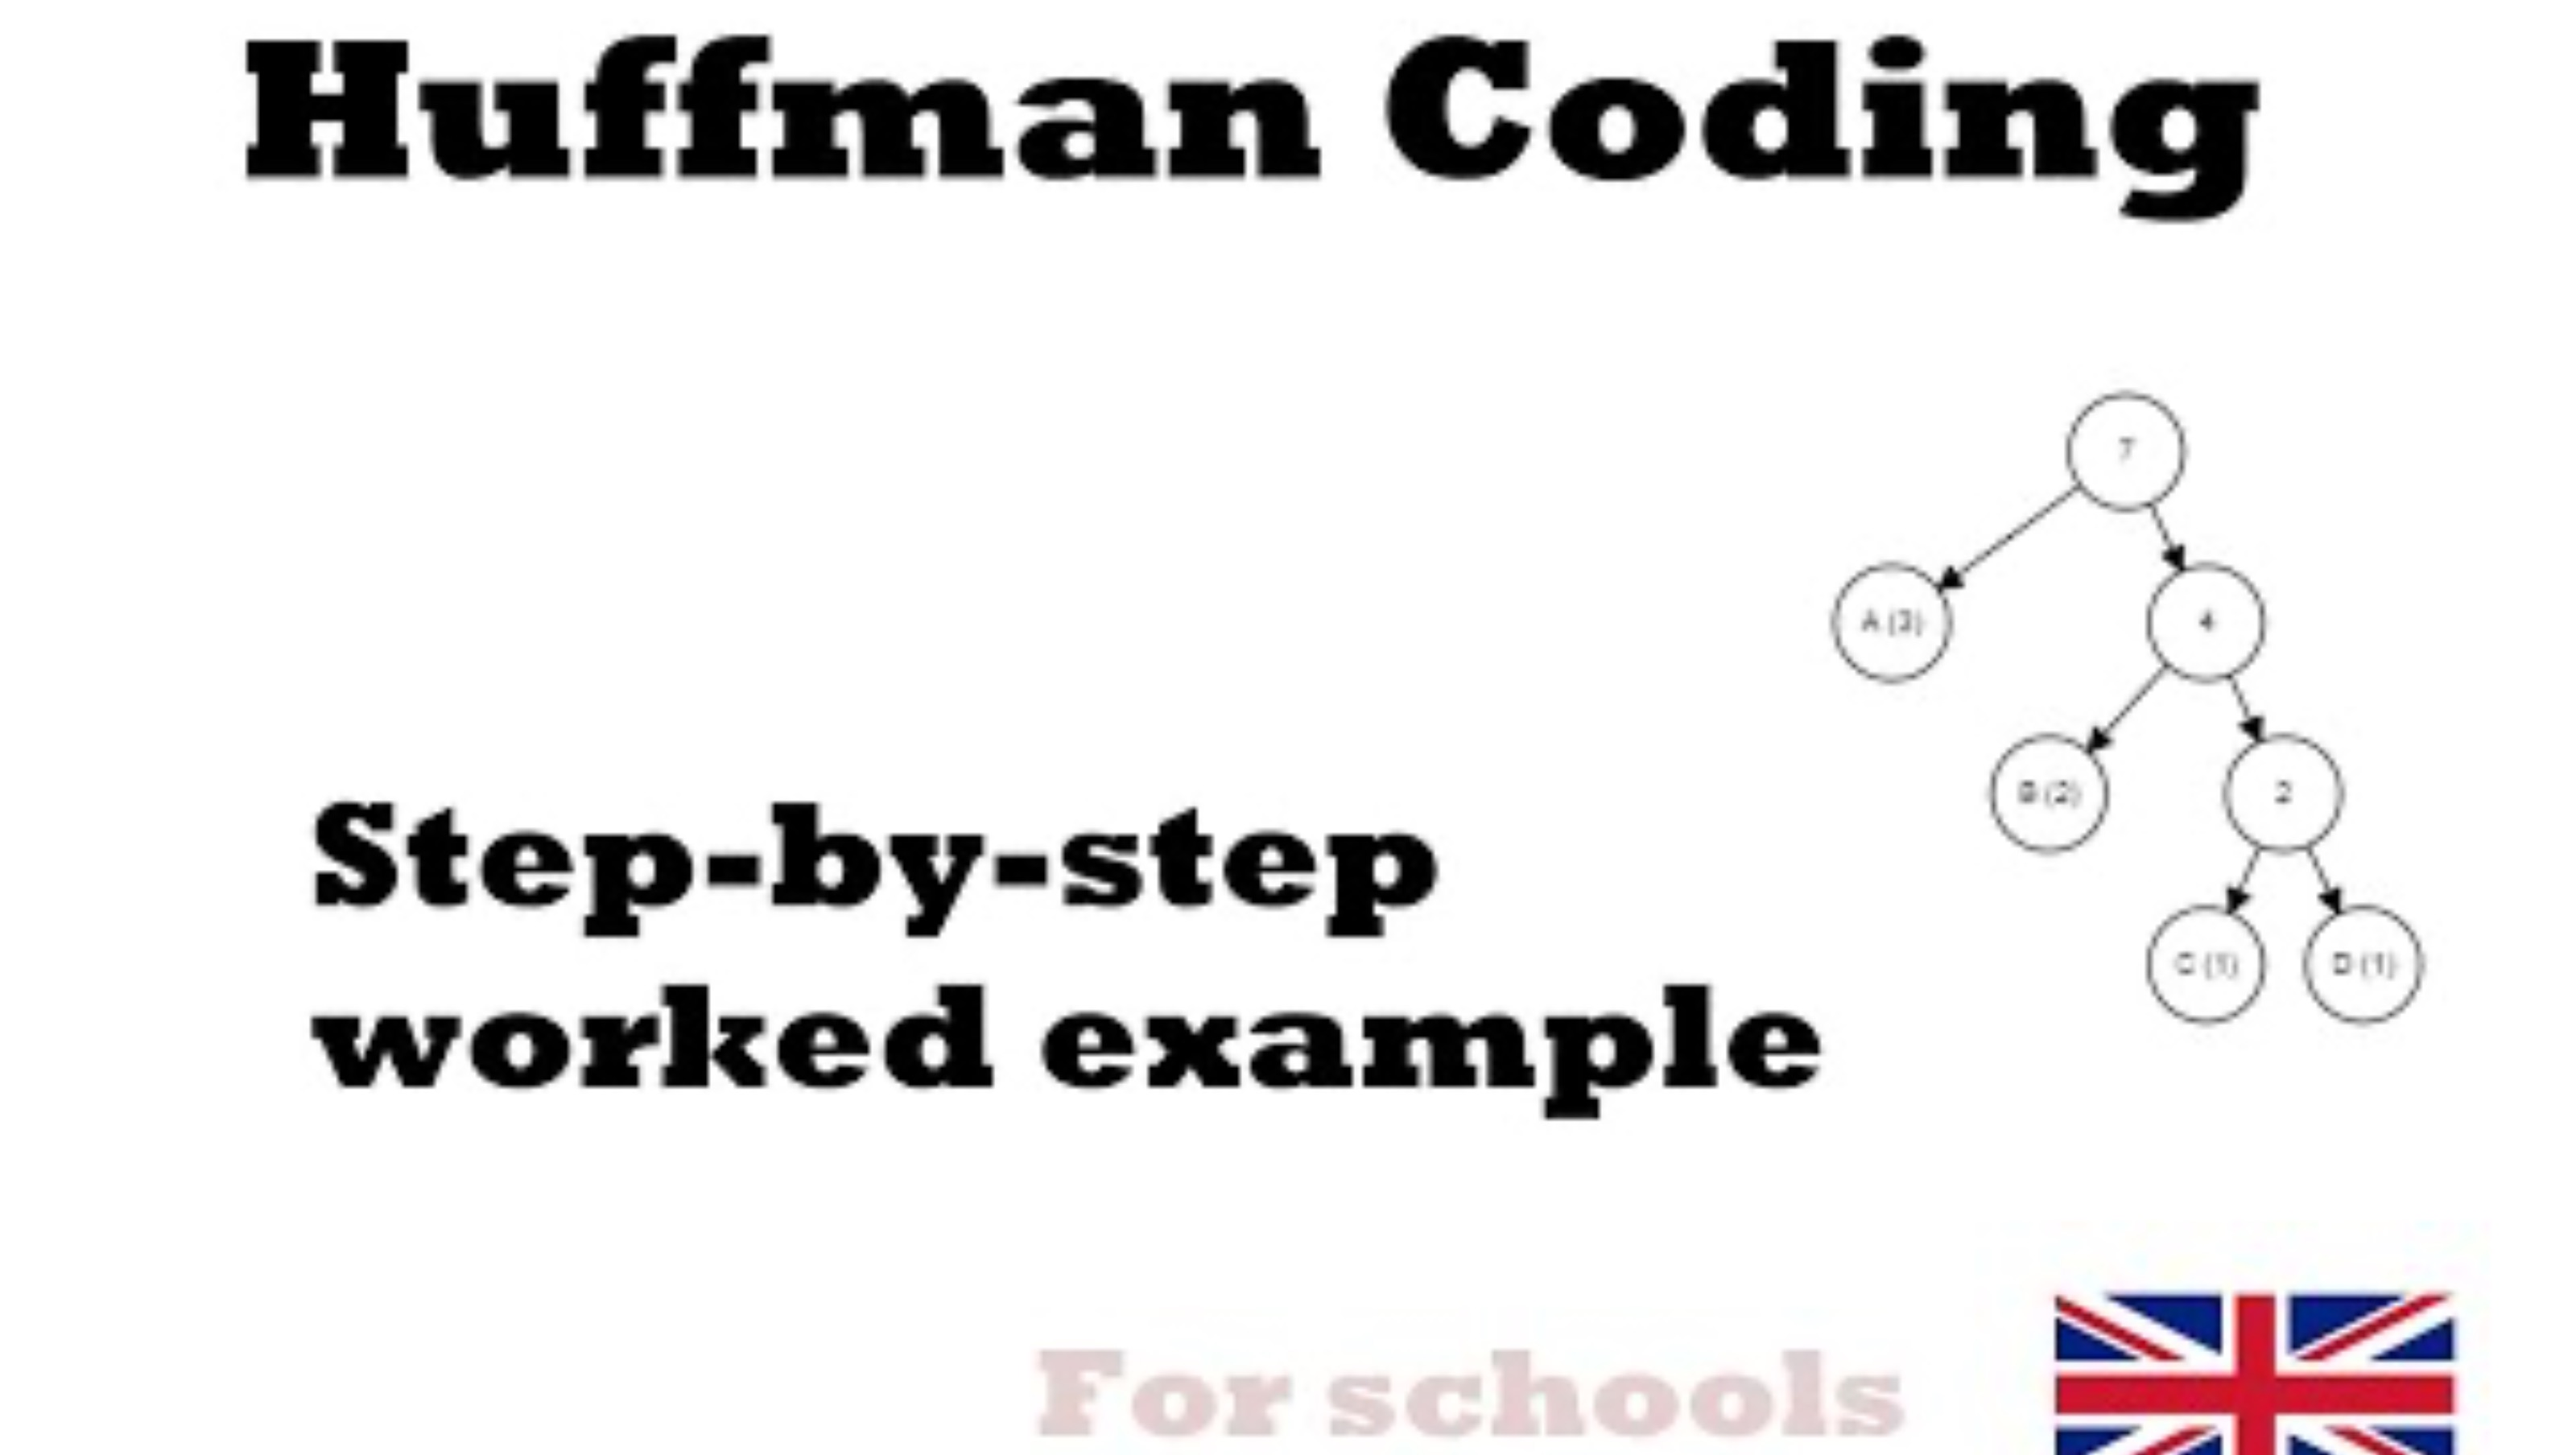 Huffman Coding
7
A (3)
4
B (2)
2
C (1)
D (1)
Step-by-step
worked example
For schools